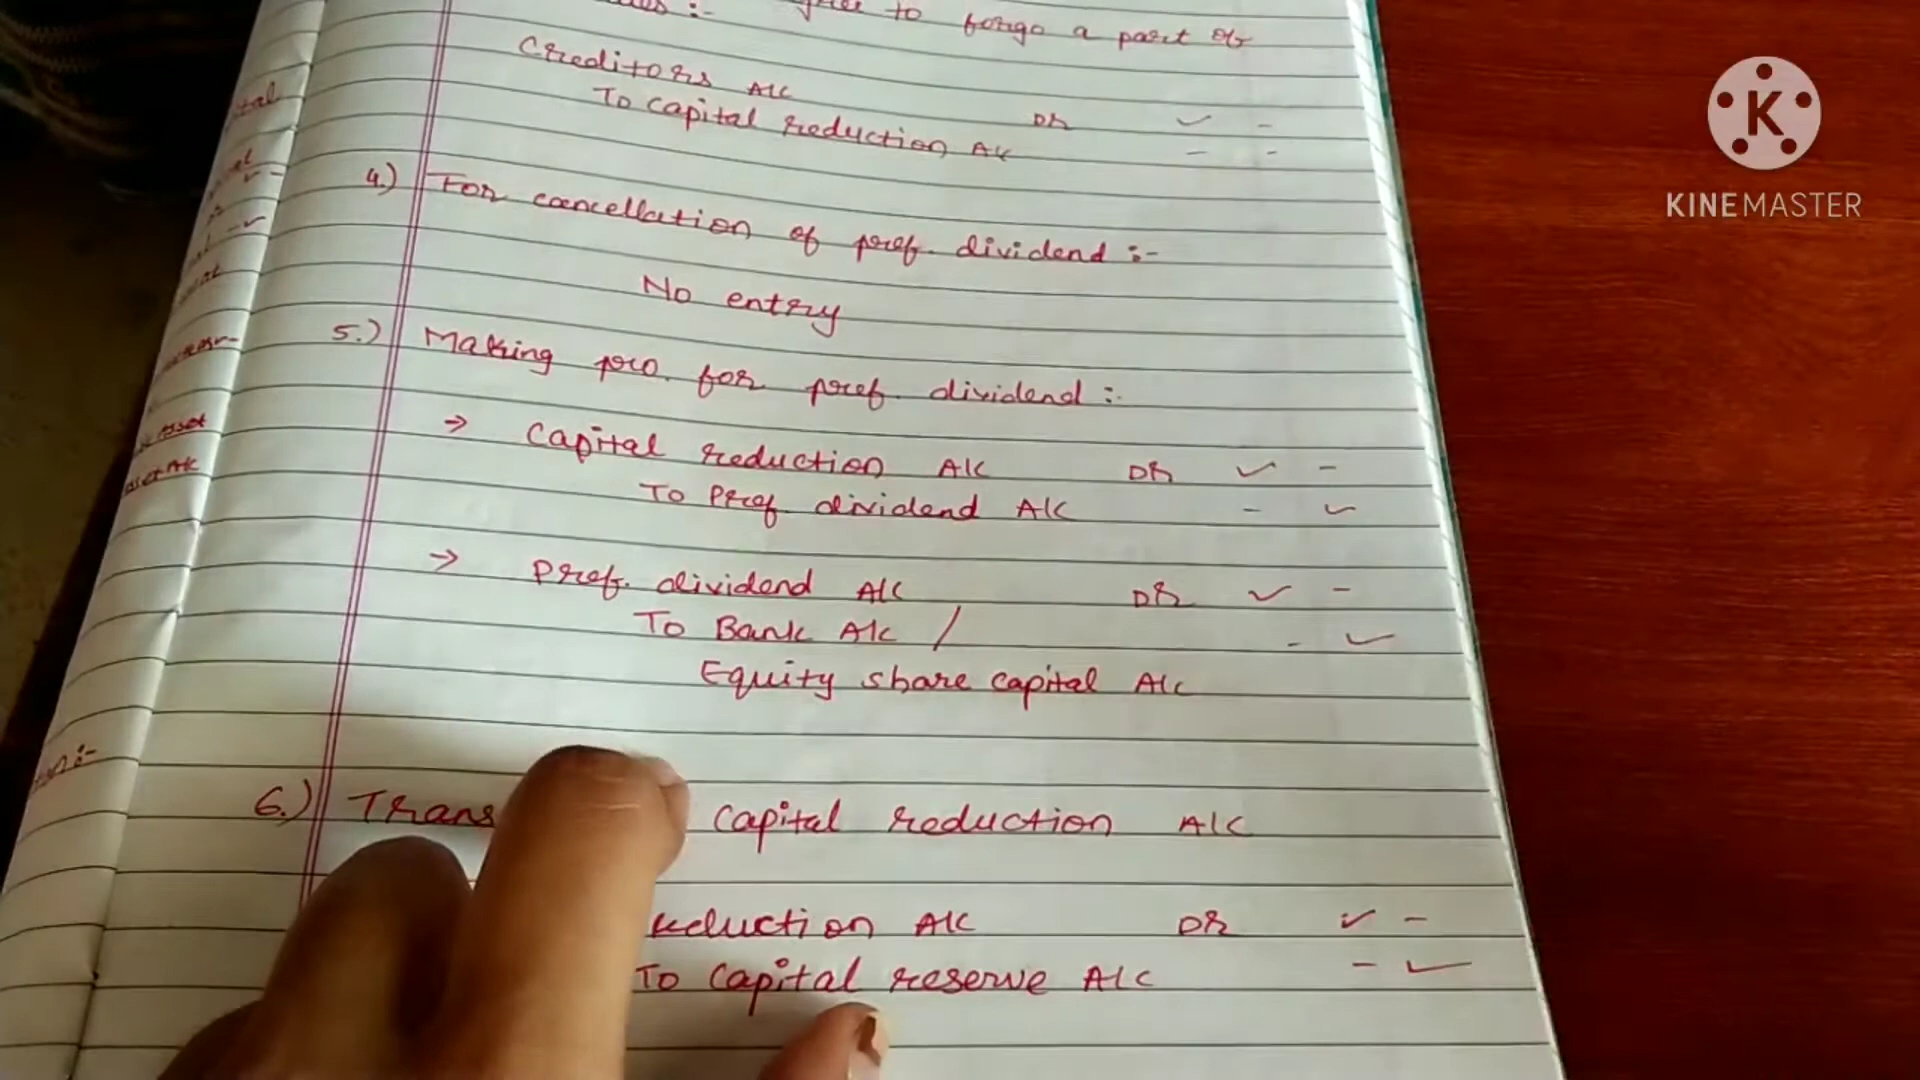 to forgo a part of
Creditors A/c DR ✓ -
To Capital reduction A/c - -
4.) For cancellation of pref. dividend :-
No entry
5.) Making pro. for pref. dividend :-
→ Capital reduction A/c DR ✓ -
To Pref. dividend A/c - ✓
→ Pref. dividend A/c DR ✓ -
To Bank A/c / - ✓
Equity share capital A/c
6.) Trans capital reduction A/c
reduction A/c DR ✓ -
To Capital reserve A/c - ✓
Asset
KINEMASTER